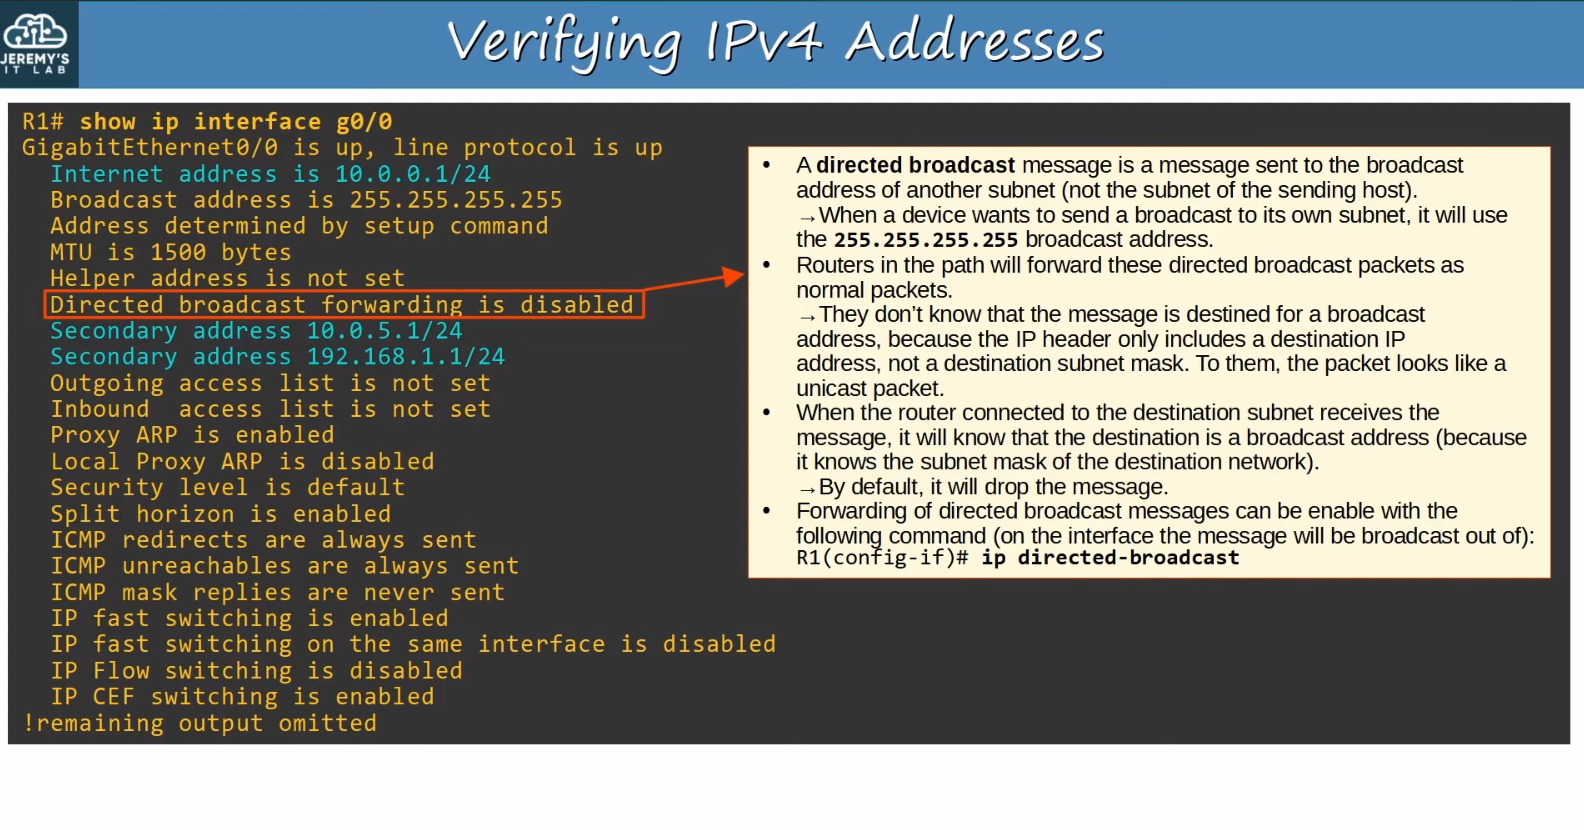 JEREMY'S
IT LAB
Verifying IPv4 Addresses
R1# show ip interface g0/0
GigabitEthernet0/0 is up, line protocol is up
Internet address is 10.0.0.1/24
Broadcast address is 255.255.255.255
Address determined by setup command
MTU is 1500 bytes
Helper address is not set
Directed broadcast forwarding is disabled
Secondary address 10.0.5.1/24
Secondary address 192.168.1.1/24
Outgoing access list is not set
Inbound  access list is not set
Proxy ARP is enabled
Local Proxy ARP is disabled
Security level is default
Split horizon is enabled
ICMP redirects are always sent
ICMP unreachables are always sent
ICMP mask replies are never sent
IP fast switching is enabled
IP fast switching on the same interface is disabled
IP Flow switching is disabled
IP CEF switching is enabled
!remaining output omitted
• A directed broadcast message is a message sent to the broadcast
address of another subnet (not the subnet of the sending host).
→When a device wants to send a broadcast to its own subnet, it will use
the 255.255.255.255 broadcast address.
• Routers in the path will forward these directed broadcast packets as
normal packets.
→They don't know that the message is destined for a broadcast
address, because the IP header only includes a destination IP
address, not a destination subnet mask. To them, the packet looks like a
unicast packet.
• When the router connected to the destination subnet receives the
message, it will know that the destination is a broadcast address (because
it knows the subnet mask of the destination network).
→By default, it will drop the message.
• Forwarding of directed broadcast messages can be enable with the
following command (on the interface the message will be broadcast out of):
R1(config-if)# ip directed-broadcast